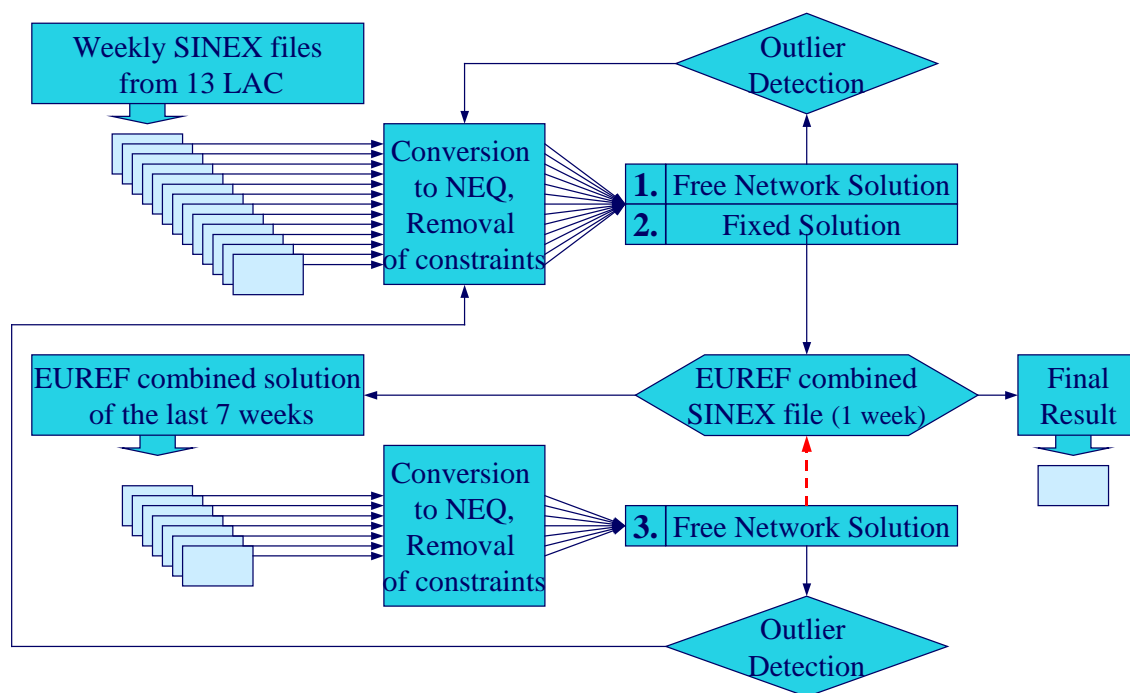 Weekly SINEX files
from 13 LAC
Outlier
Detection
Conversion
to NEQ,
Removal
of constraints
1. Free Network Solution
2. Fixed Solution
EUREF combined solution
of the last 7 weeks
EUREF combined
SINEX file (1 week)
Final
Result
Conversion
to NEQ,
Removal
of constraints
3. Free Network Solution
Outlier
Detection